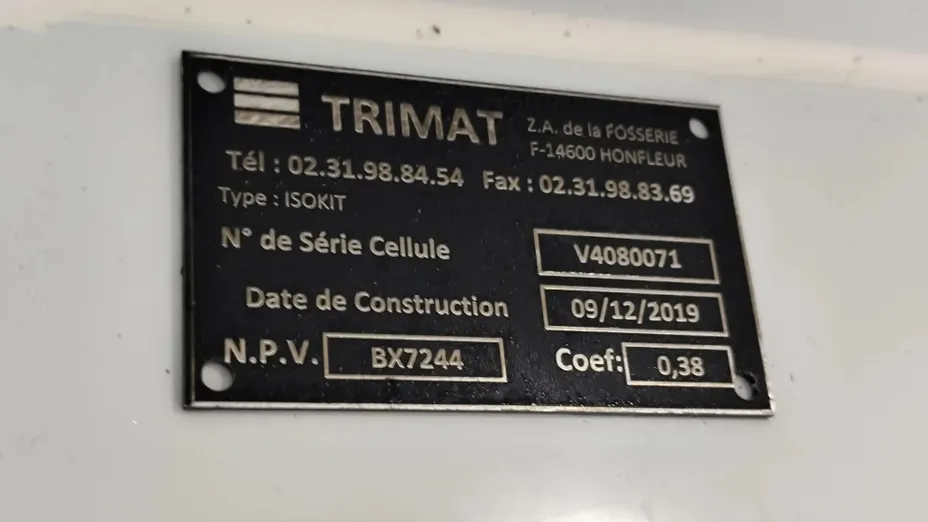 TRIMAT
Z.A. de la FOSSERIE
F-14600 HONFLEUR
Tél : 02.31.98.84.54 Fax : 02.31.98.83.69
Type : ISOKIT
N° de Série Cellule V4080071
Date de Construction 09/12/2019
N.P.V. BX7244 Coef: 0,38